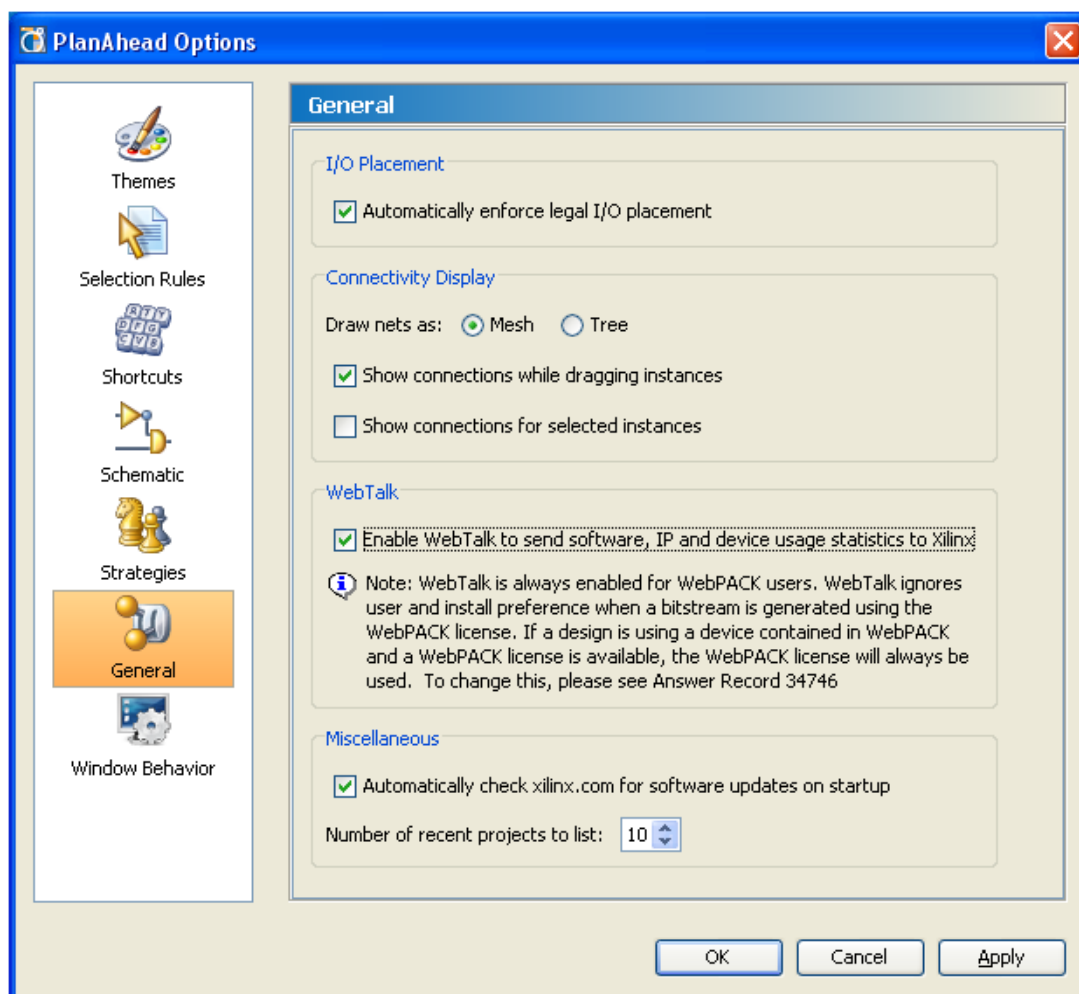 PlanAhead Options
Themes
Selection Rules
Shortcuts
Schematic
Strategies
General
Window Behavior
General
I/O Placement
Automatically enforce legal I/O placement
Connectivity Display
Draw nets as: Mesh Tree
Show connections while dragging instances
Show connections for selected instances
WebTalk
Enable WebTalk to send software, IP and device usage statistics to Xilinx
Note: WebTalk is always enabled for WebPACK users. WebTalk ignores
user and install preference when a bitstream is generated using the
WebPACK license. If a design is using a device contained in WebPACK
and a WebPACK license is available, the WebPACK license will always be
used. To change this, please see Answer Record 34746
Miscellaneous
Automatically check xilinx.com for software updates on startup
Number of recent projects to list: 10
OK Cancel Apply